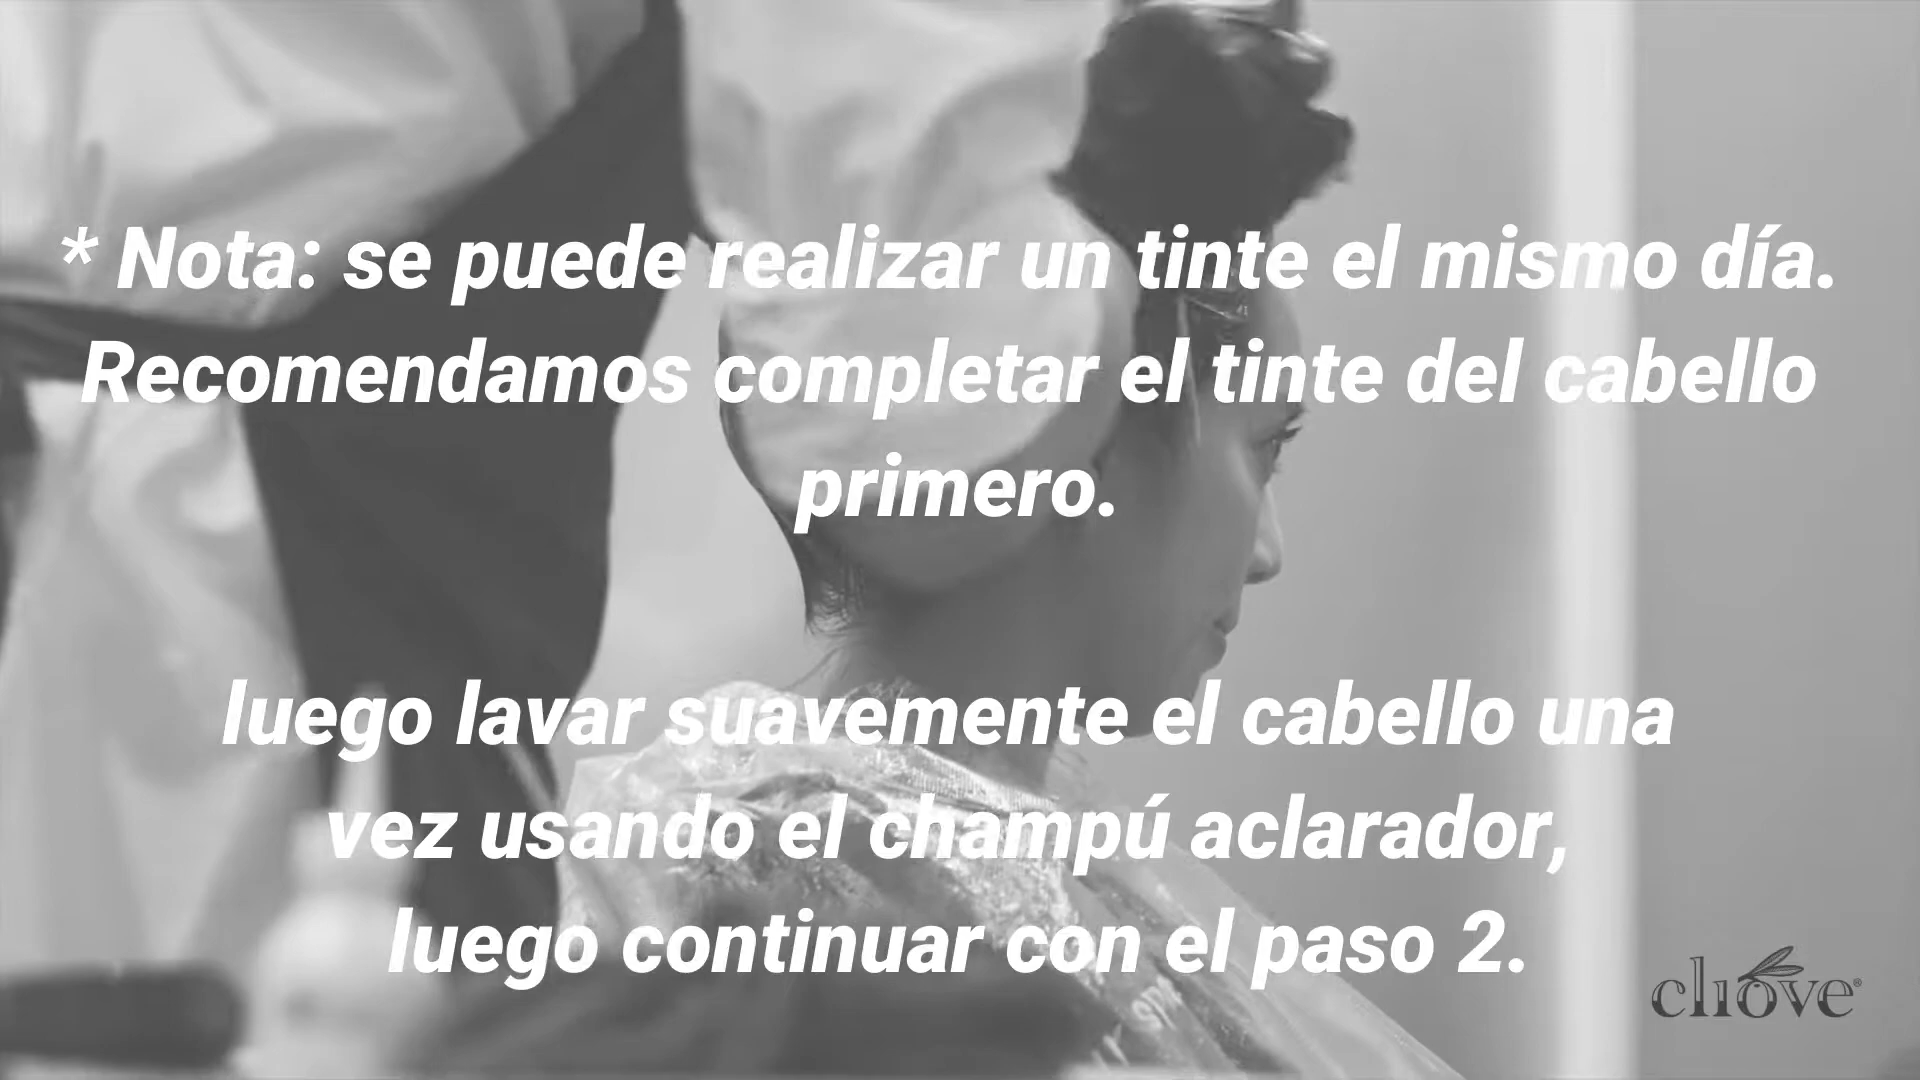 * Nota: se puede realizar un tinte el mismo día.
Recomendamos completar el tinte del cabello
primero.
luego lavar suavemente el cabello una
vez usando el champú aclarador,
luego continuar con el paso 2.
cliove®